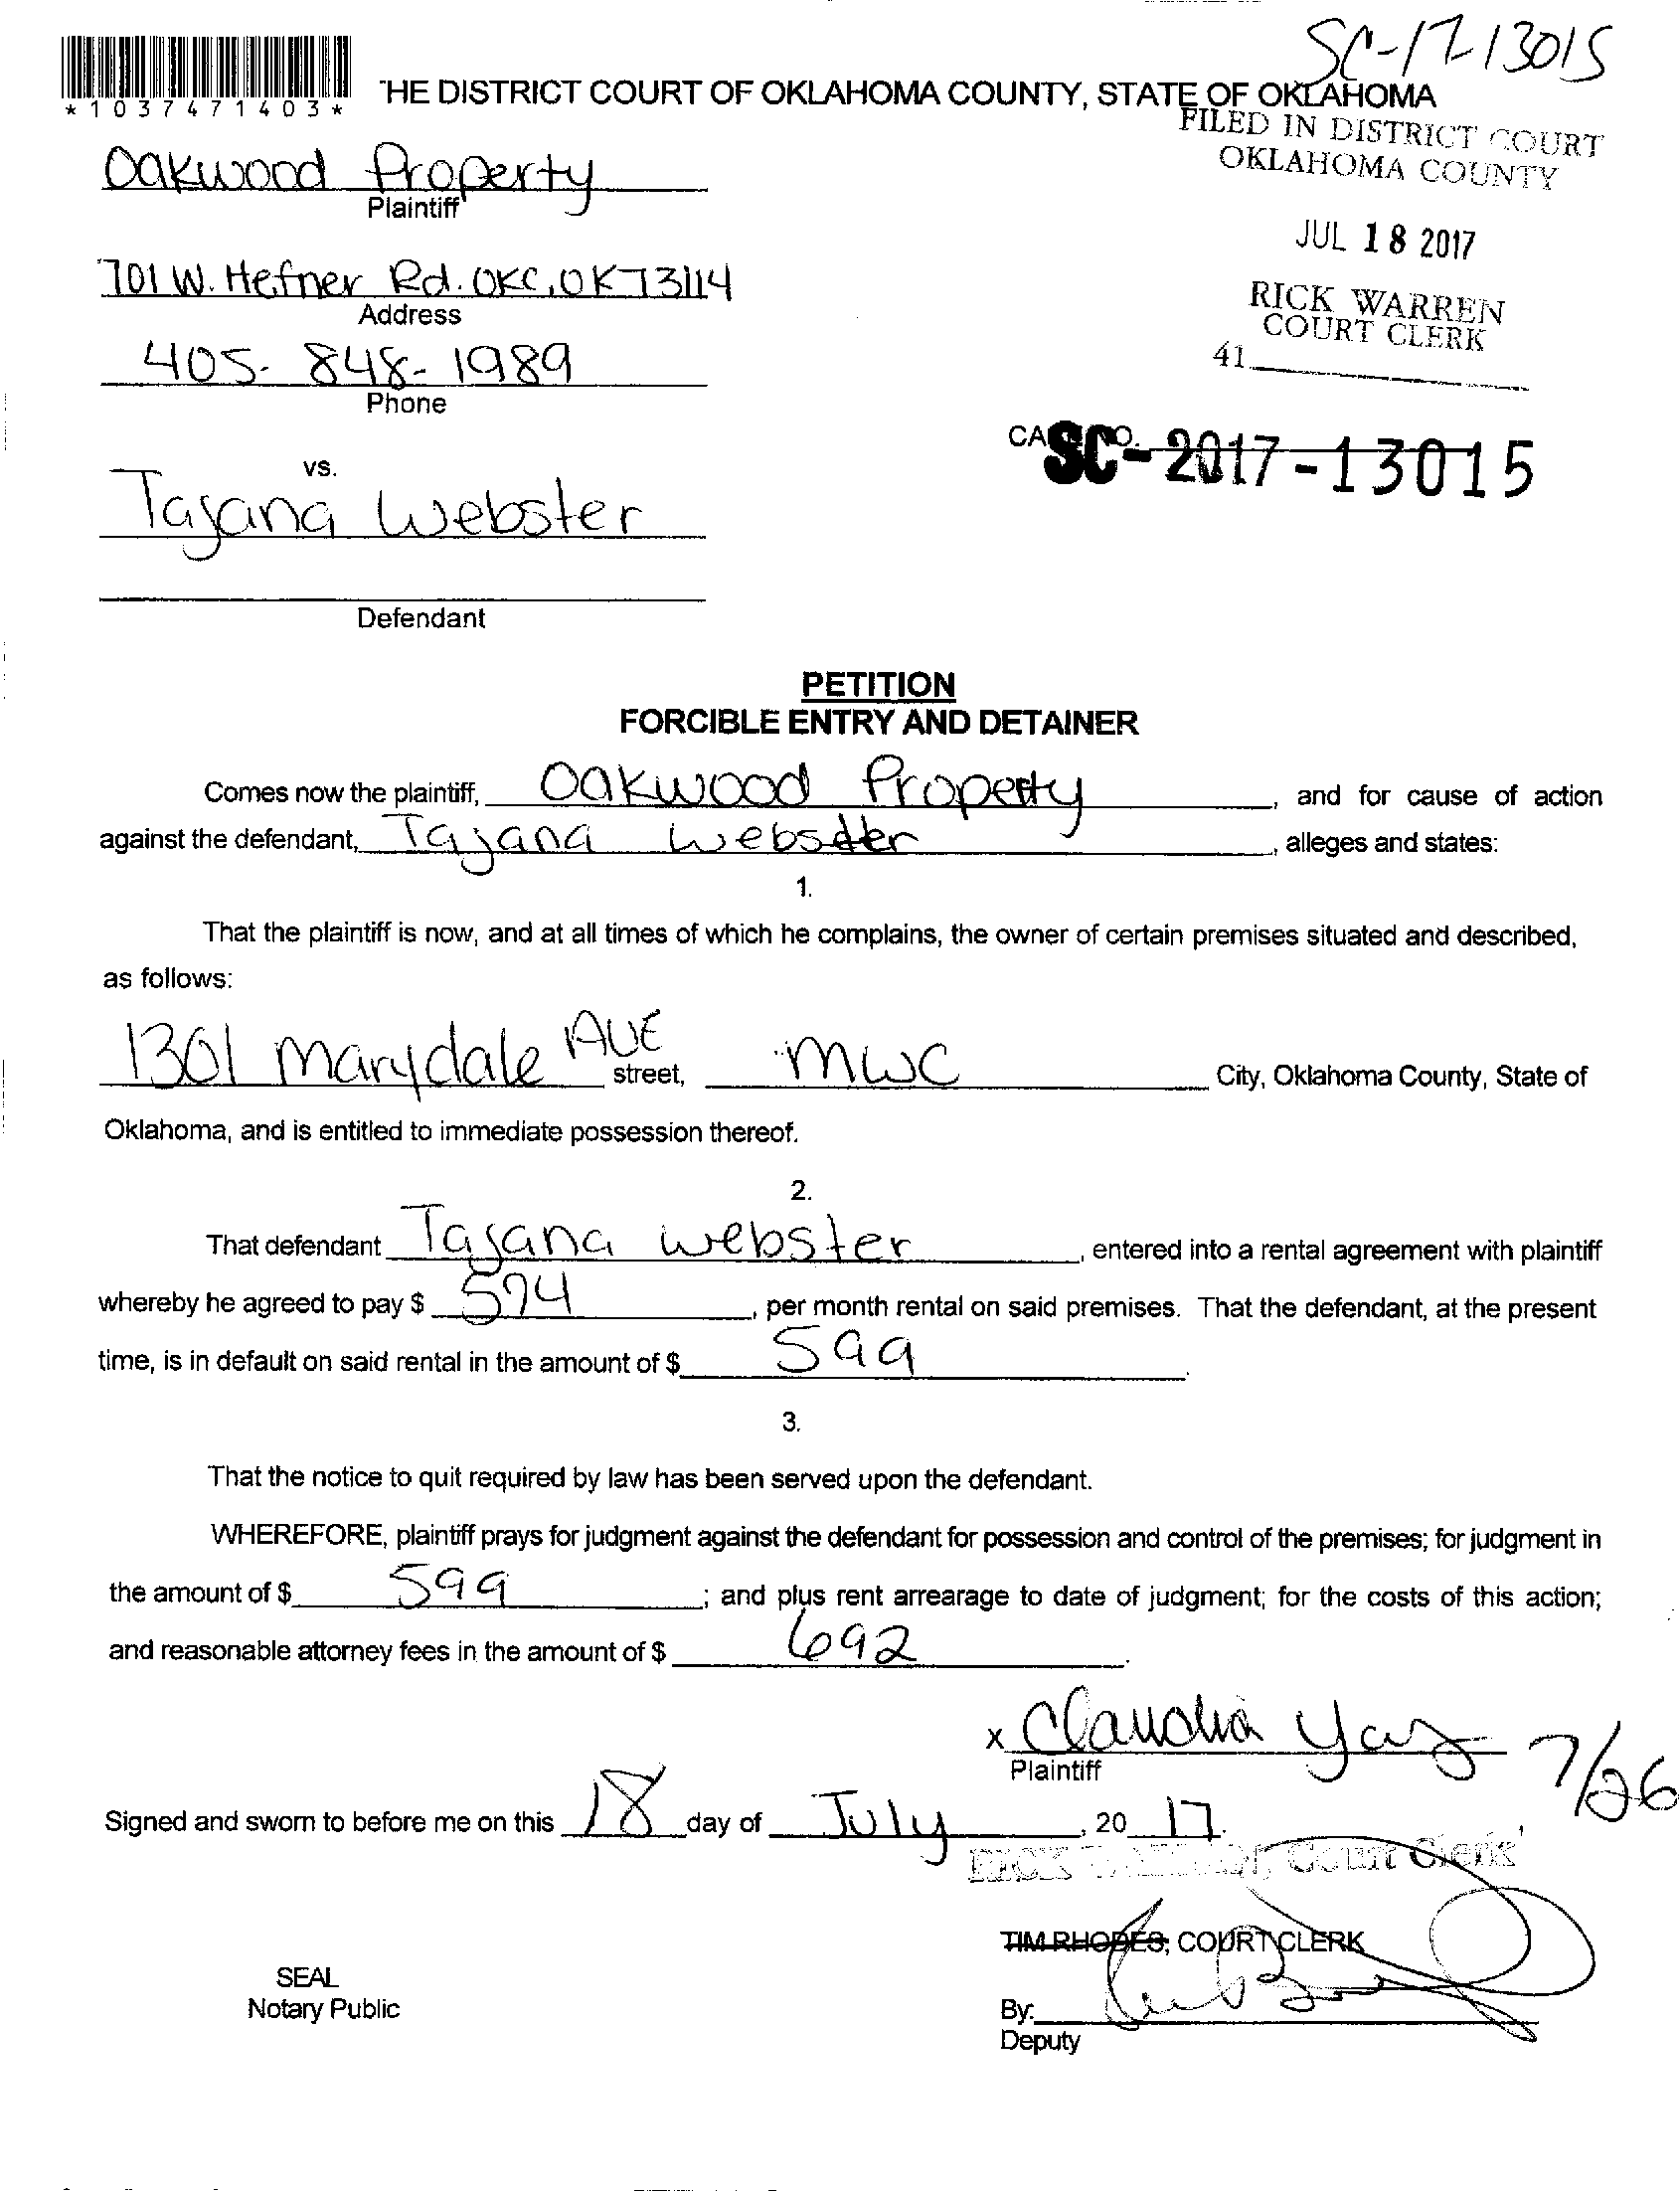 SC-17-13015
*1037471403*
THE DISTRICT COURT OF OKLAHOMA COUNTY, STATE OF OKLAHOMA
FILED IN DISTRICT COURT
OKLAHOMA COUNTY
Oakwood Property
Plaintiff
JUL 18 2017
701 W. Hefner Rd. OKC, OK 73114
Address
RICK WARREN
COURT CLERK
41
405-848-1989
Phone
SC-2017-13015
vs.
Tajana Webster
Defendant
PETITION
FORCIBLE ENTRY AND DETAINER
Comes now the plaintiff, Oakwood Property, and for cause of action
against the defendant, Tajana Webster, alleges and states:
1.
That the plaintiff is now, and at all times of which he complains, the owner of certain premises situated and described,
as follows:
1301 Marydale AVE street, MWC City, Oklahoma County, State of
Oklahoma, and is entitled to immediate possession thereof.
2.
That defendant Tajana Webster, entered into a rental agreement with plaintiff
whereby he agreed to pay $ 574, per month rental on said premises. That the defendant, at the present
time, is in default on said rental in the amount of $ 599.
3.
That the notice to quit required by law has been served upon the defendant.
WHEREFORE, plaintiff prays for judgment against the defendant for possession and control of the premises; for judgment in
the amount of $ 599; and plus rent arrearage to date of judgment; for the costs of this action;
and reasonable attorney fees in the amount of $ 692.
x Claudia
Plaintiff
7/26
Signed and sworn to before me on this 18 day of July, 2017.
RICK WARREN, Court Clerk
TIM RHODES, COURT CLERK
SEAL
Notary Public
By:
Deputy